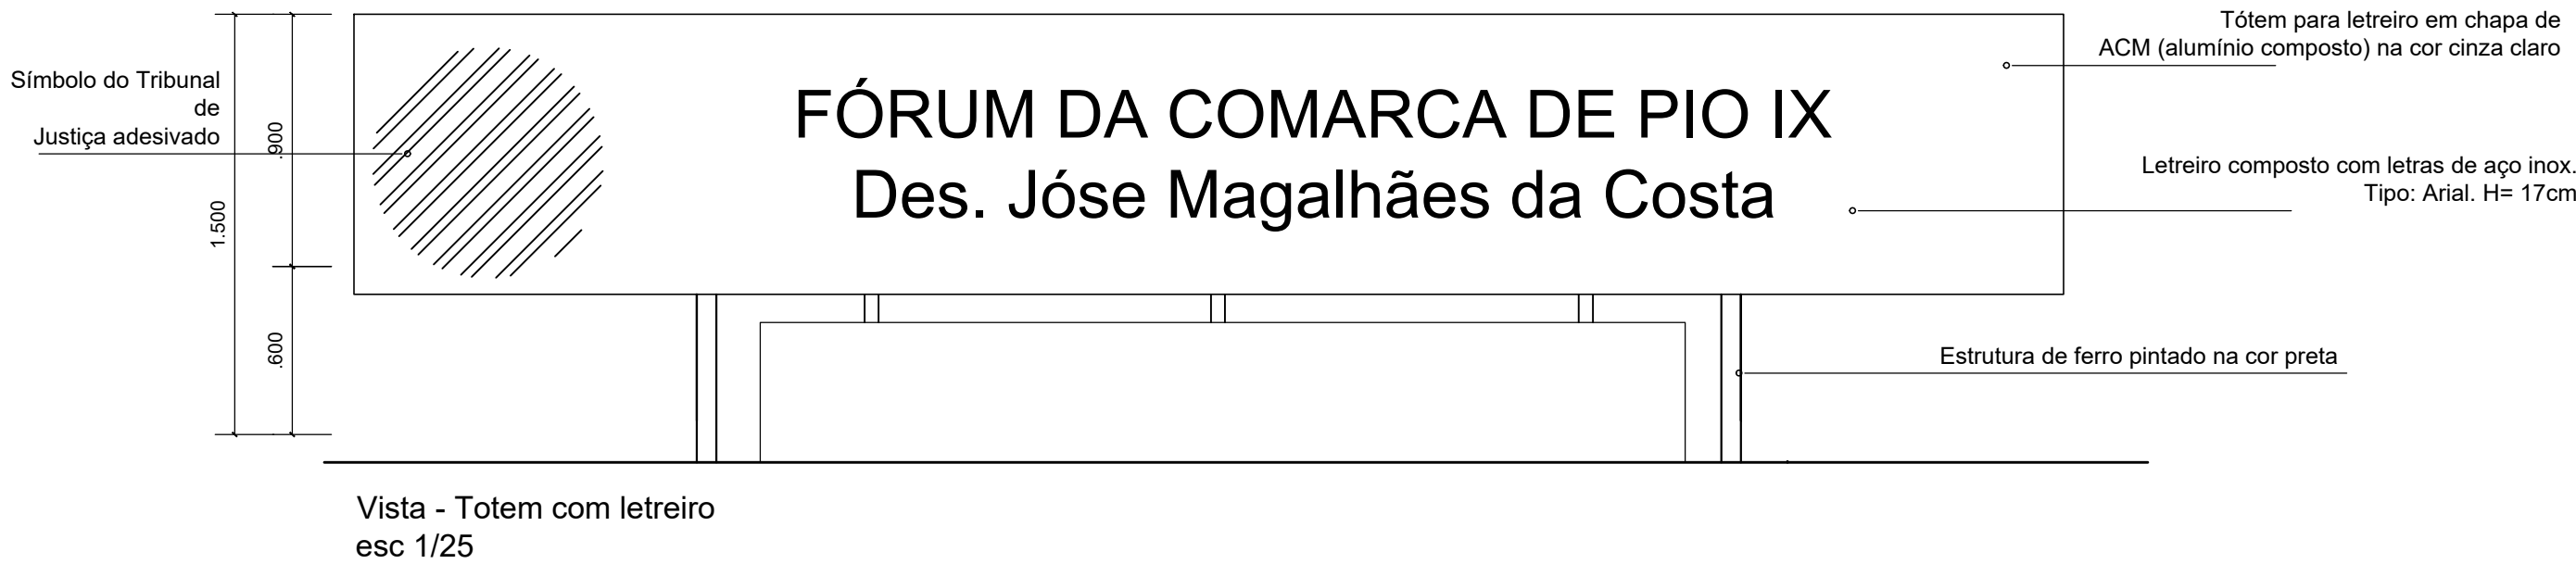 Tótem para letreiro em chapa de
ACM (alumínio composto) na cor cinza claro
Símbolo do Tribunal
de
Justiça adesivado
.900
1.500
.600
FÓRUM DA COMARCA DE PIO IX
Des. Jóse Magalhães da Costa
Letreiro composto com letras de aço inox.
Tipo: Arial. H= 17cm
Estrutura de ferro pintado na cor preta
Vista - Totem com letreiro
esc 1/25